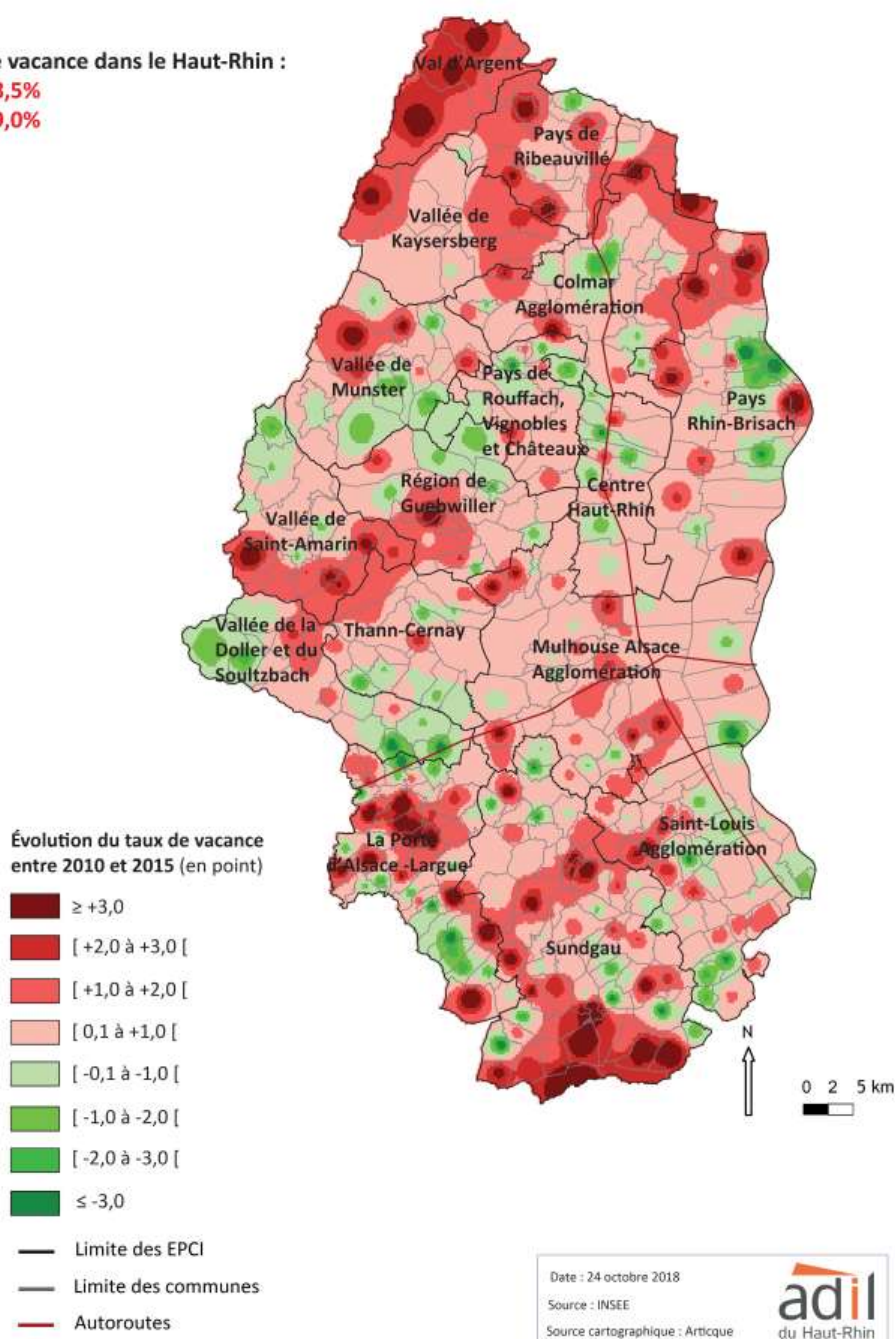 vacance dans le Haut-Rhin :
,5%
,0%
Val d'Argent
Pays de
Ribeauvillé
Vallée de
Kaysersberg
Colmar
Agglomération
Vallée de
Munster
Pays de
Rouffach,
Vignobles
et Châteaux
Pays
Rhin-Brisach
Région de
Guebwiller
Centre
Haut-Rhin
Vallée de
Saint-Amarin
Vallée de la
Doller et du
Soultzbach
Thann-Cernay
Mulhouse Alsace
Agglomération
La Porte
d'Alsace -Largue
Saint-Louis
Agglomération
Sundgau
Évolution du taux de vacance
entre 2010 et 2015 (en point)
≥ +3,0
[ +2,0 à +3,0 [
[ +1,0 à +2,0 [
[ 0,1 à +1,0 [
[ -0,1 à -1,0 [
[ -1,0 à -2,0 [
[ -2,0 à -3,0 [
≤ -3,0
Limite des EPCI
Limite des communes
Autoroutes
N
0 2 5 km
Date : 24 octobre 2018
Source : INSEE
Source cartographique : Articque
adil
du Haut-Rhin